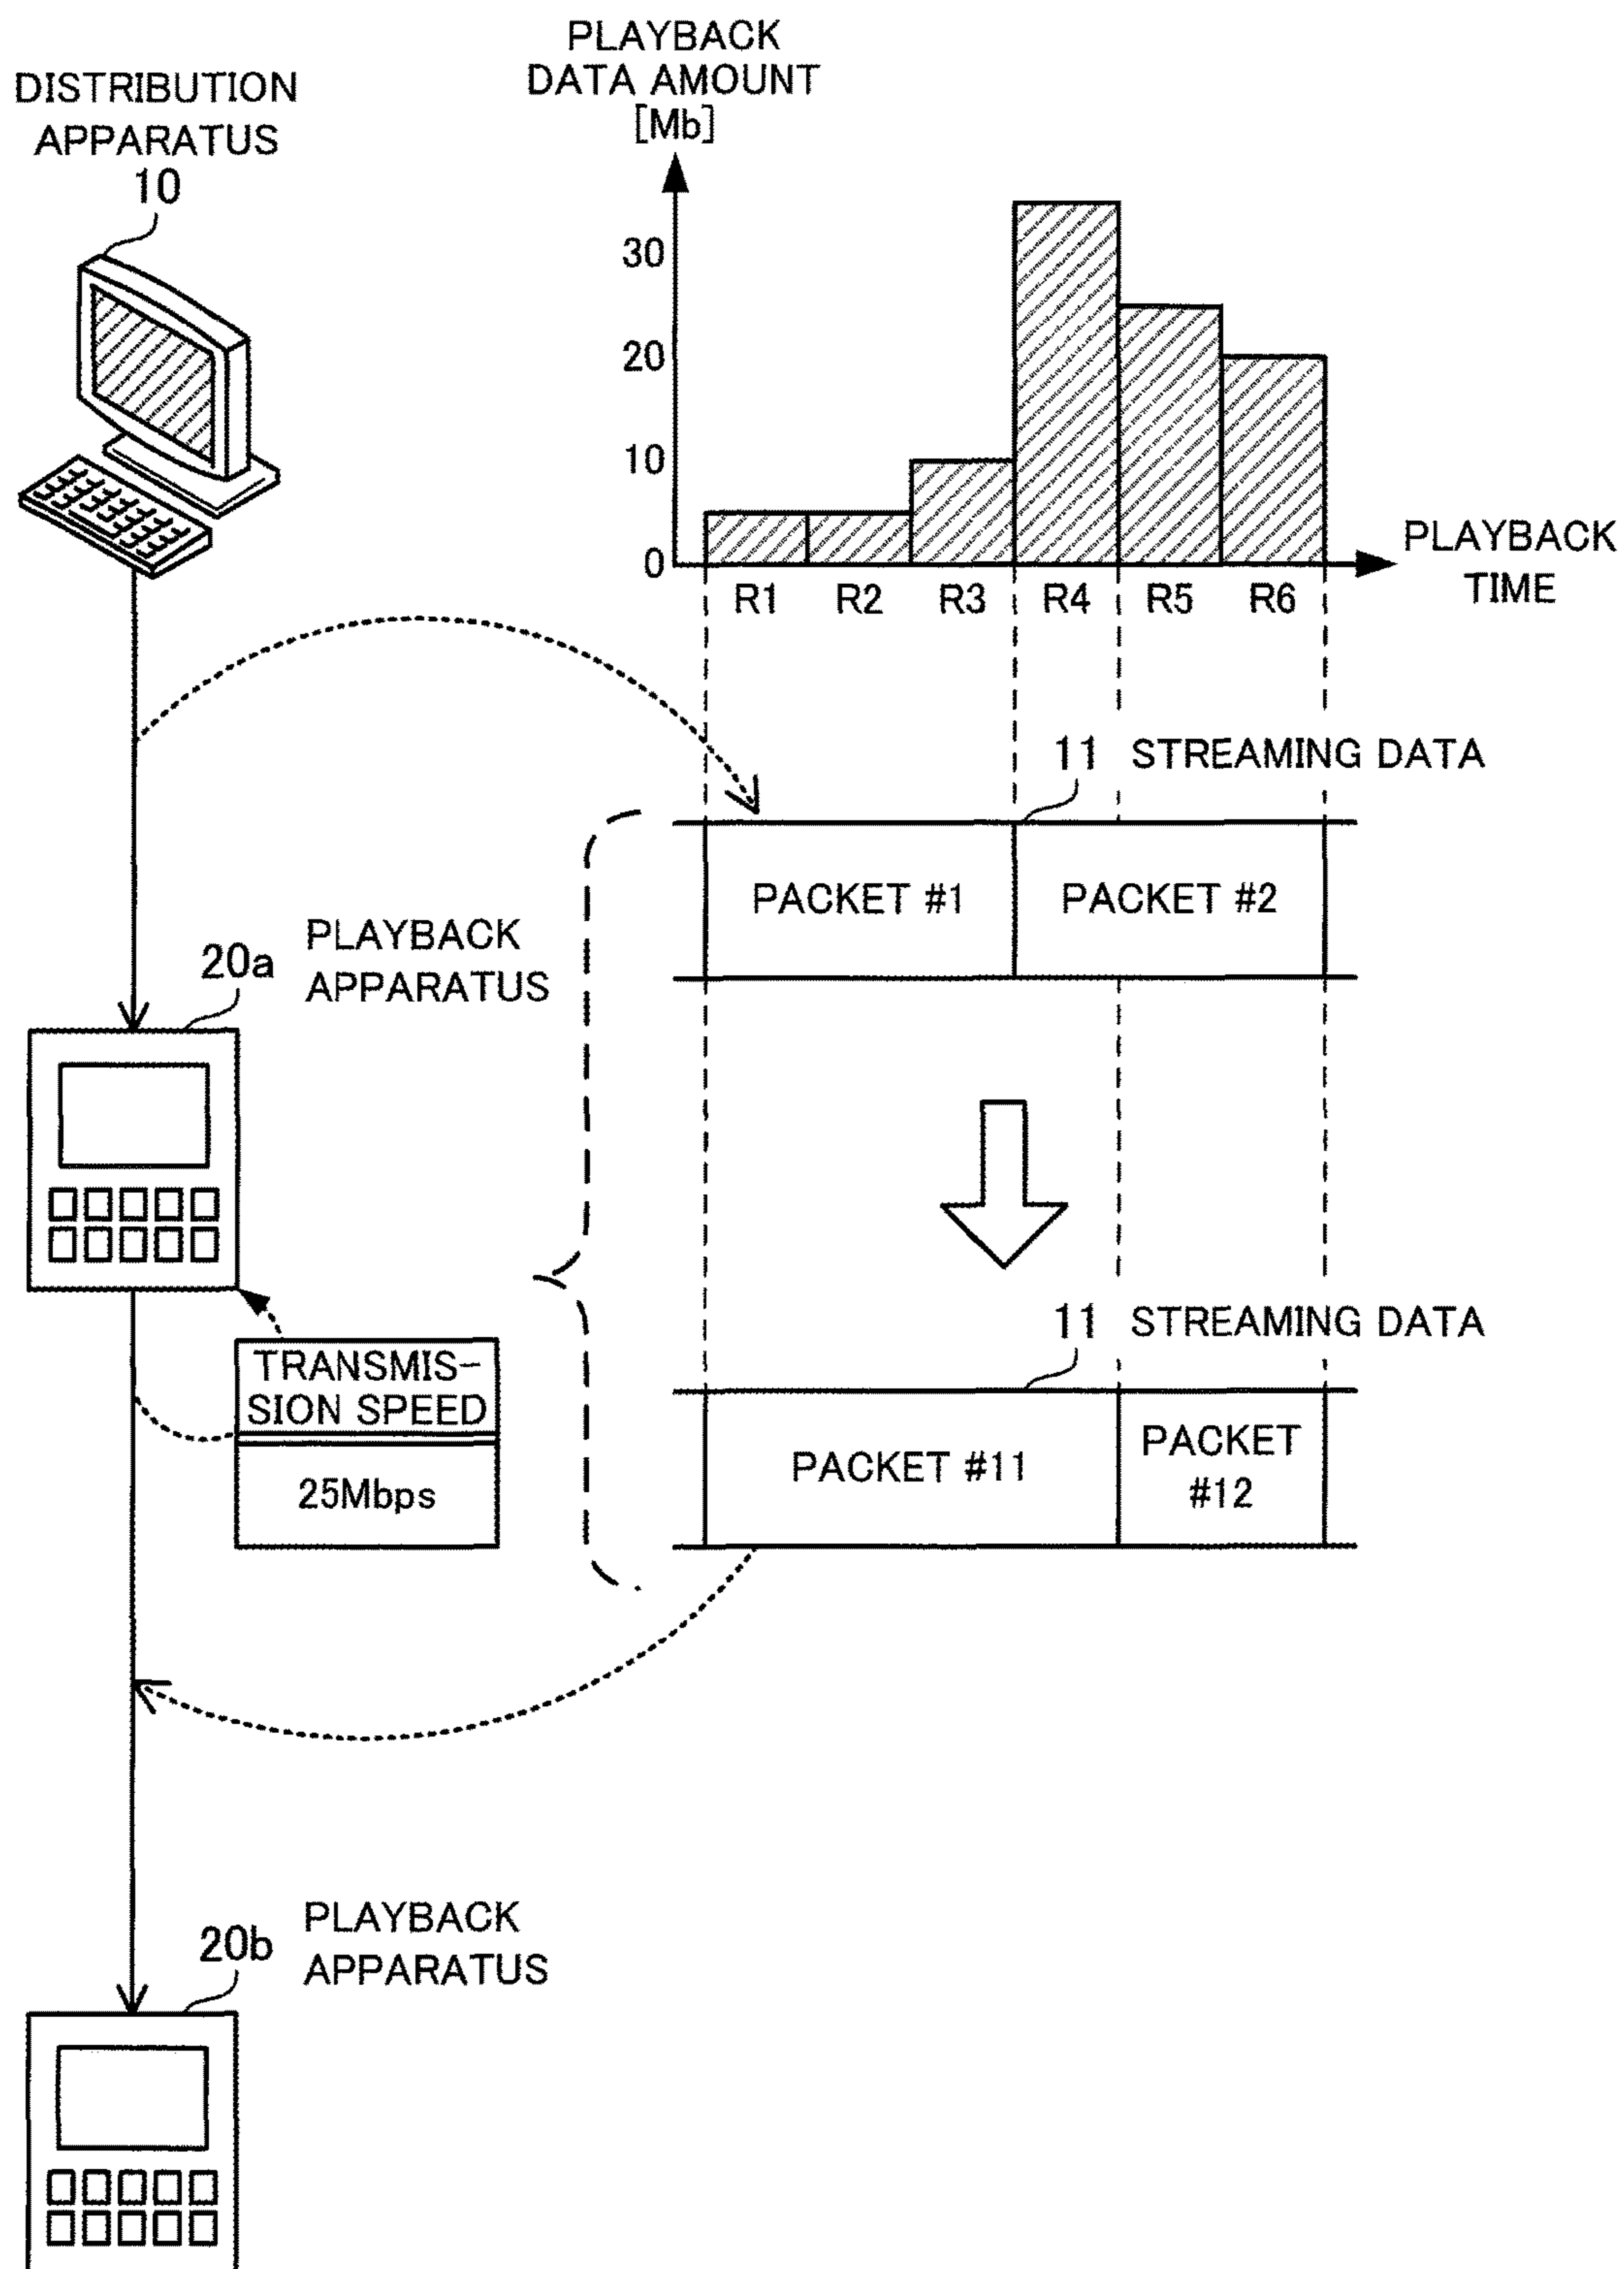 DISTRIBUTION
APPARATUS
10
PLAYBACK
DATA AMOUNT
[Mb]
30
20
10
0
R1 R2 R3 R4 R5 R6
PLAYBACK
TIME
11 STREAMING DATA
PACKET #1 PACKET #2
20a
PLAYBACK
APPARATUS
TRANSMIS-
SION SPEED
25Mbps
11 STREAMING DATA
PACKET #11
PACKET
#12
20b
PLAYBACK
APPARATUS